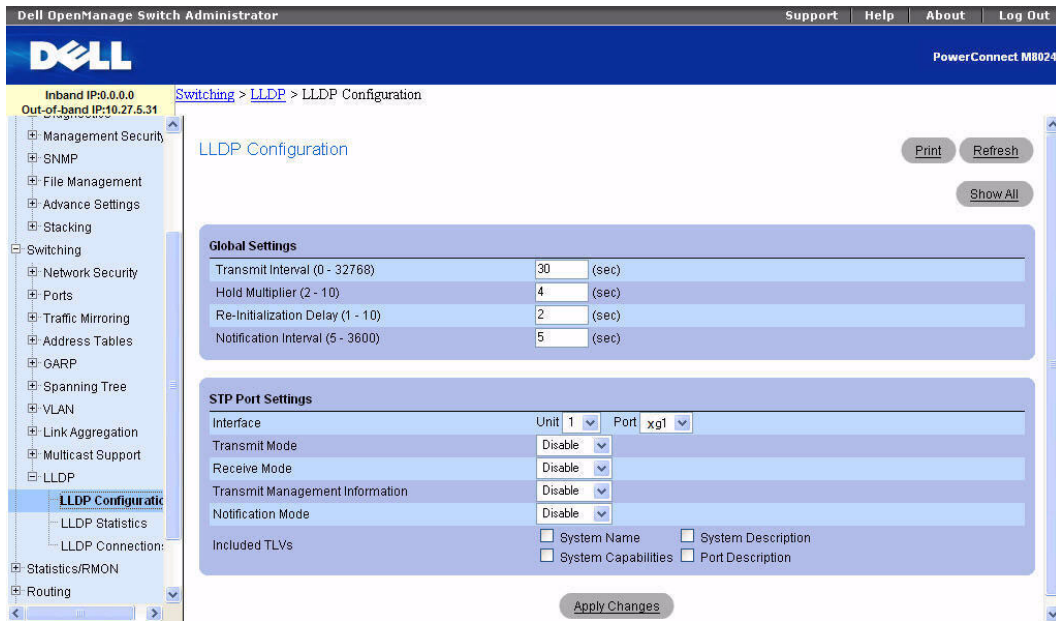 Dell OpenManage Switch Administrator
Support Help About Log Out
DELL
PowerConnect M8024
Inband IP:0.0.0.0
Out-of-band IP:10.27.5.31
Switching > LLDP > LLDP Configuration
Diagnostics
Management Security
SNMP
File Management
Advance Settings
Stacking
Switching
Network Security
Ports
Traffic Mirroring
Address Tables
GARP
Spanning Tree
VLAN
Link Aggregation
Multicast Support
LLDP
LLDP Configuratio
LLDP Statistics
LLDP Connections
Statistics/RMON
Routing
LLDP Configuration
Print Refresh
Show All
Global Settings
Transmit Interval (0 - 32768) 30 (sec)
Hold Multiplier (2 - 10) 4 (sec)
Re-Initialization Delay (1 - 10) 2 (sec)
Notification Interval (5 - 3600) 5 (sec)
STP Port Settings
Interface Unit 1 Port xg1
Transmit Mode Disable
Receive Mode Disable
Transmit Management Information Disable
Notification Mode Disable
Included TLVs
System Name System Description
System Capabilities Port Description
Apply Changes